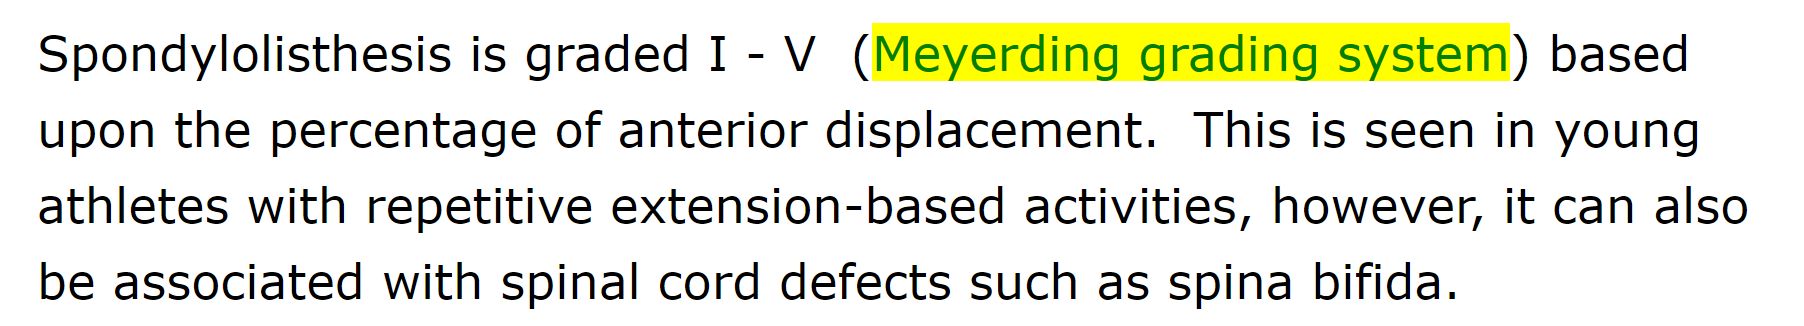 Spondylolisthesis is graded I - V  (Meyerding grading system) based
upon the percentage of anterior displacement.  This is seen in young
athletes with repetitive extension-based activities, however, it can also
be associated with spinal cord defects such as spina bifida.